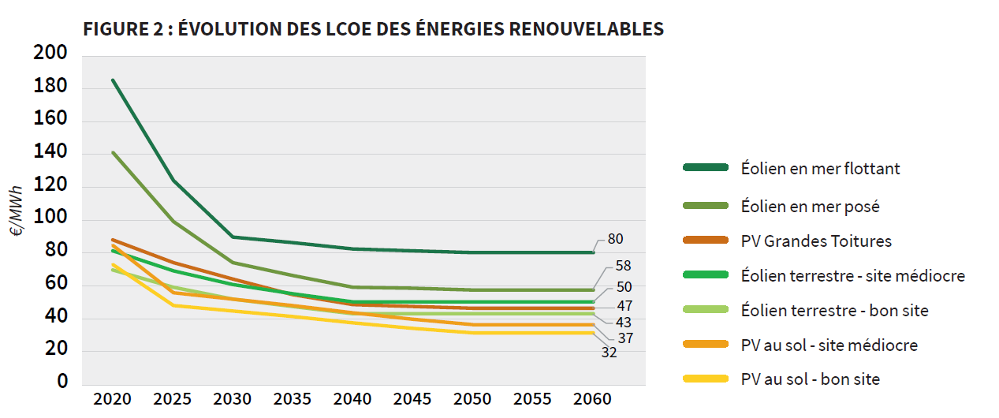 FIGURE 2 : ÉVOLUTION DES LCOE DES ÉNERGIES RENOUVELABLES
200
180
160
140
120
100
80
60
40
20
0
€/MWh
2020 2025 2030 2035 2040 2045 2050 2055 2060
80
58
50
47
43
37
32
Éolien en mer flottant
Éolien en mer posé
PV Grandes Toitures
Éolien terrestre - site médiocre
Éolien terrestre - bon site
PV au sol - site médiocre
PV au sol - bon site